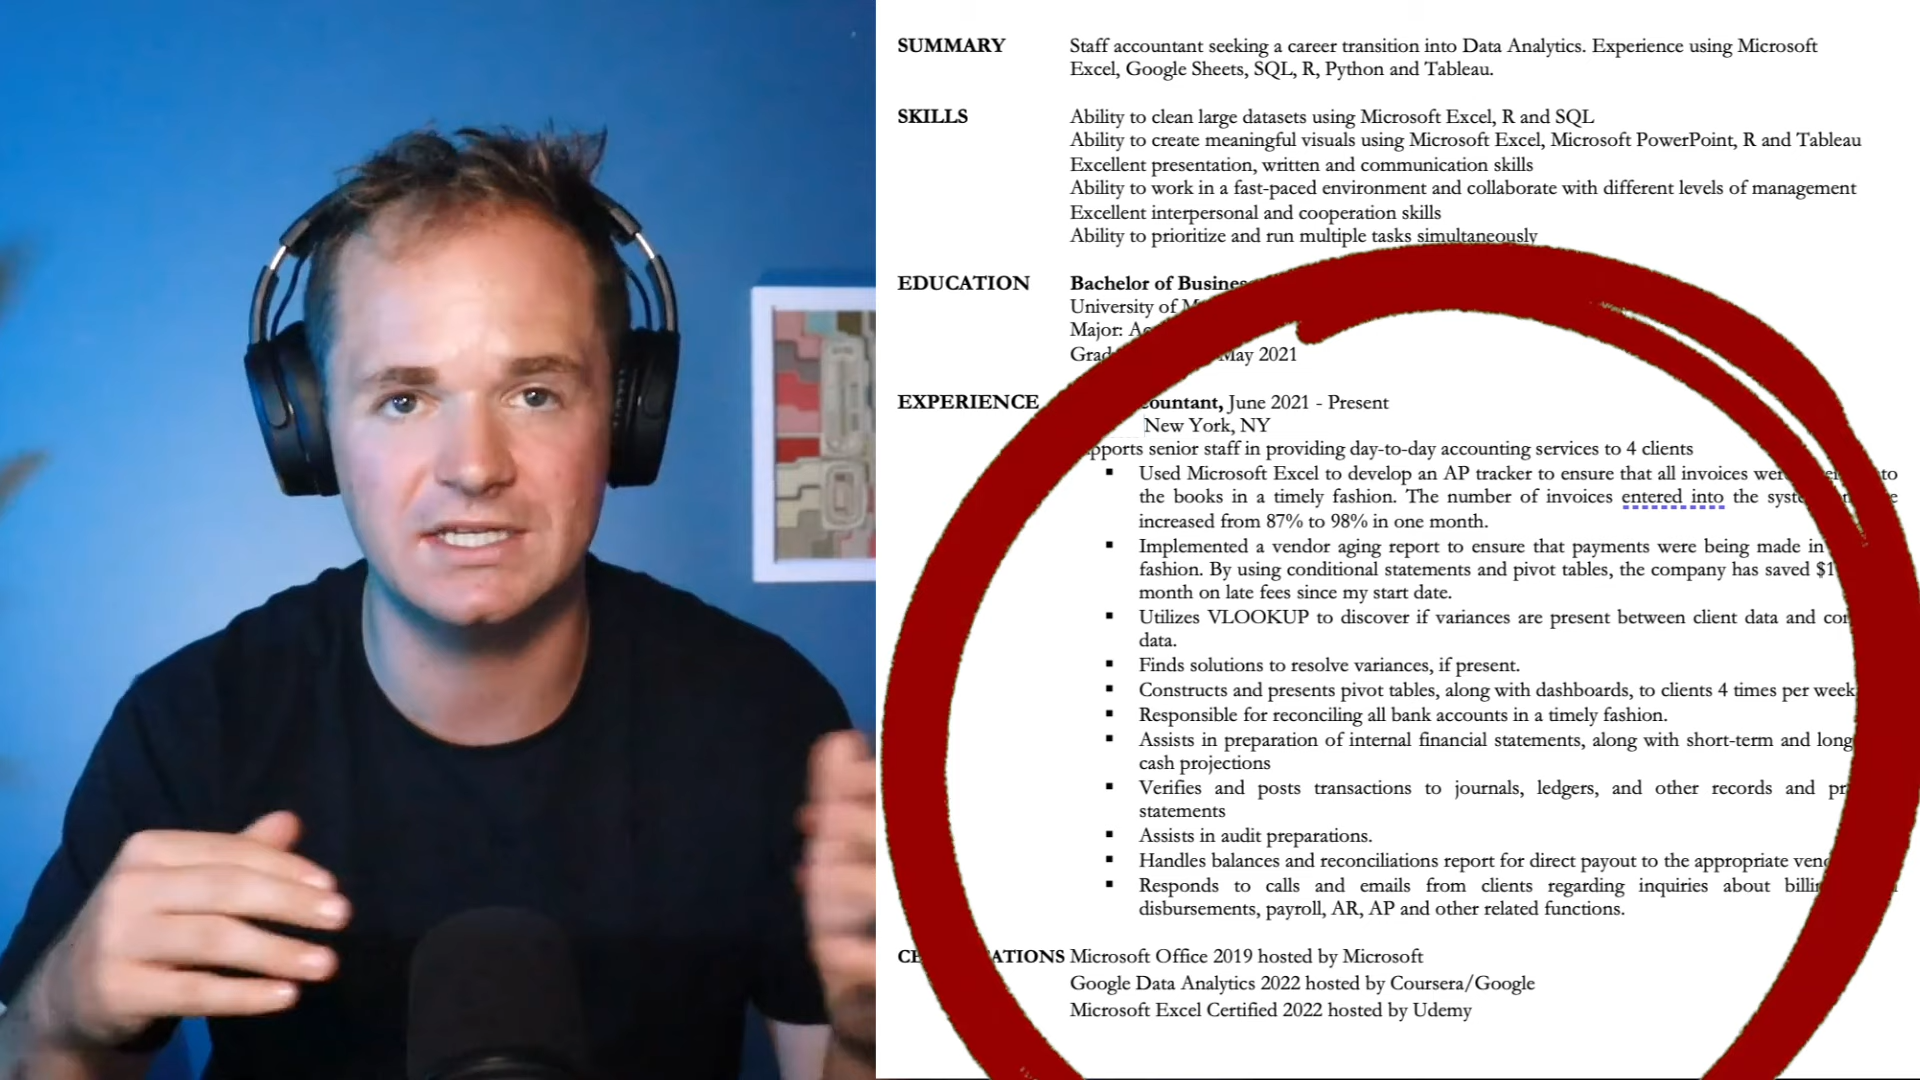 SUMMARY Staff accountant seeking a career transition into Data Analytics. Experience using Microsoft
Excel, Google Sheets, SQL, R, Python and Tableau.
SKILLS Ability to clean large datasets using Microsoft Excel, R and SQL
Ability to create meaningful visuals using Microsoft Excel, Microsoft PowerPoint, R and Tableau
Excellent presentation, written and communication skills
Ability to work in a fast-paced environment and collaborate with different levels of management
Excellent interpersonal and cooperation skills
Ability to prioritize and run multiple tasks simultaneously
EDUCATION Bachelor of
University of
Major:
May 2021
EXPERIENCE June 2021 - Present
New York, NY
senior staff in providing day-to-day accounting services to 4 clients
▪ Used Microsoft Excel to develop an AP tracker to ensure that all invoices
the books in a timely fashion. The number of invoices entered into the
increased from 87% to 98% in one month.
▪ Implemented a vendor aging report to ensure that payments were being made in
fashion. By using conditional statements and pivot tables, the company has saved
month on late fees since my start date.
▪ Utilizes VLOOKUP to discover if variances are present between client data and
data.
▪ Finds solutions to resolve variances, if present.
▪ Constructs and presents pivot tables, along with dashboards, to clients 4 times per week
▪ Responsible for reconciling all bank accounts in a timely fashion.
▪ Assists in preparation of internal financial statements, along with short-term and long
cash projections
▪ Verifies and posts transactions to journals, ledgers, and other records and
statements
▪ Assists in audit preparations.
▪ Handles balances and reconciliations report for direct payout to the appropriate
▪ Responds to calls and emails from clients regarding inquiries about
disbursements, payroll, AR, AP and other related functions.
Microsoft Office 2019 hosted by Microsoft
Google Data Analytics 2022 hosted by Coursera/Google
Microsoft Excel Certified 2022 hosted by Udemy